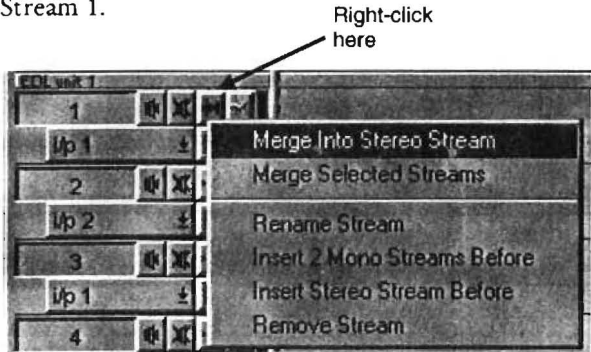 Stream 1.
Right-click
here
EDL unit 1
1
i/p 1
2
i/p 2
3
i/p 1
4
Merge Into Stereo Stream
Merge Selected Streams
Rename Stream
Insert 2 Mono Streams Before
Insert Stereo Stream Before
Remove Stream